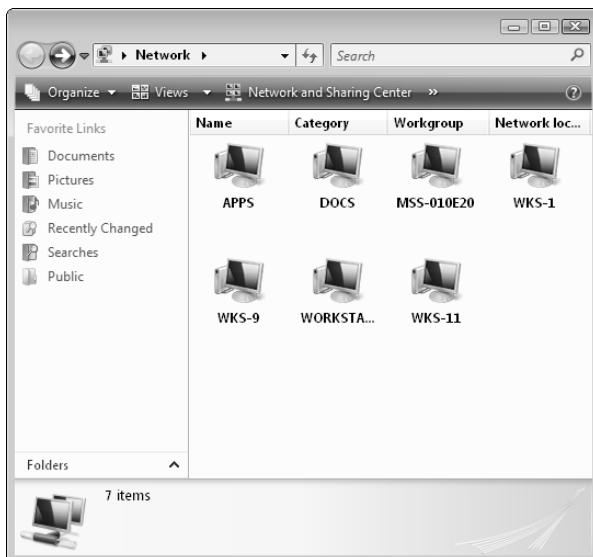 Network
Search
Organize Views Network and Sharing Center »
Favorite Links
Documents
Pictures
Music
Recently Changed
Searches
Public
Folders
Name Category Workgroup Network loc...
APPS DOCS MSS-010E20 WKS-1
WKS-9 WORKSTA... WKS-11
7 items